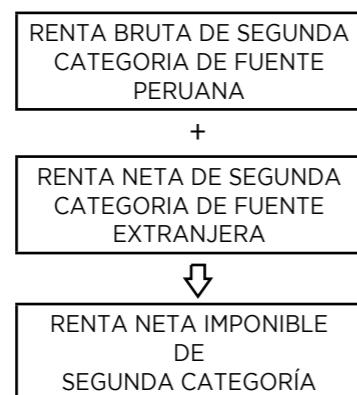 RENTA BRUTA DE SEGUNDA
CATEGORIA DE FUENTE
PERUANA
+
RENTA NETA DE SEGUNDA
CATEGORIA DE FUENTE
EXTRANJERA
RENTA NETA IMPONIBLE
DE
SEGUNDA CATEGORÍA